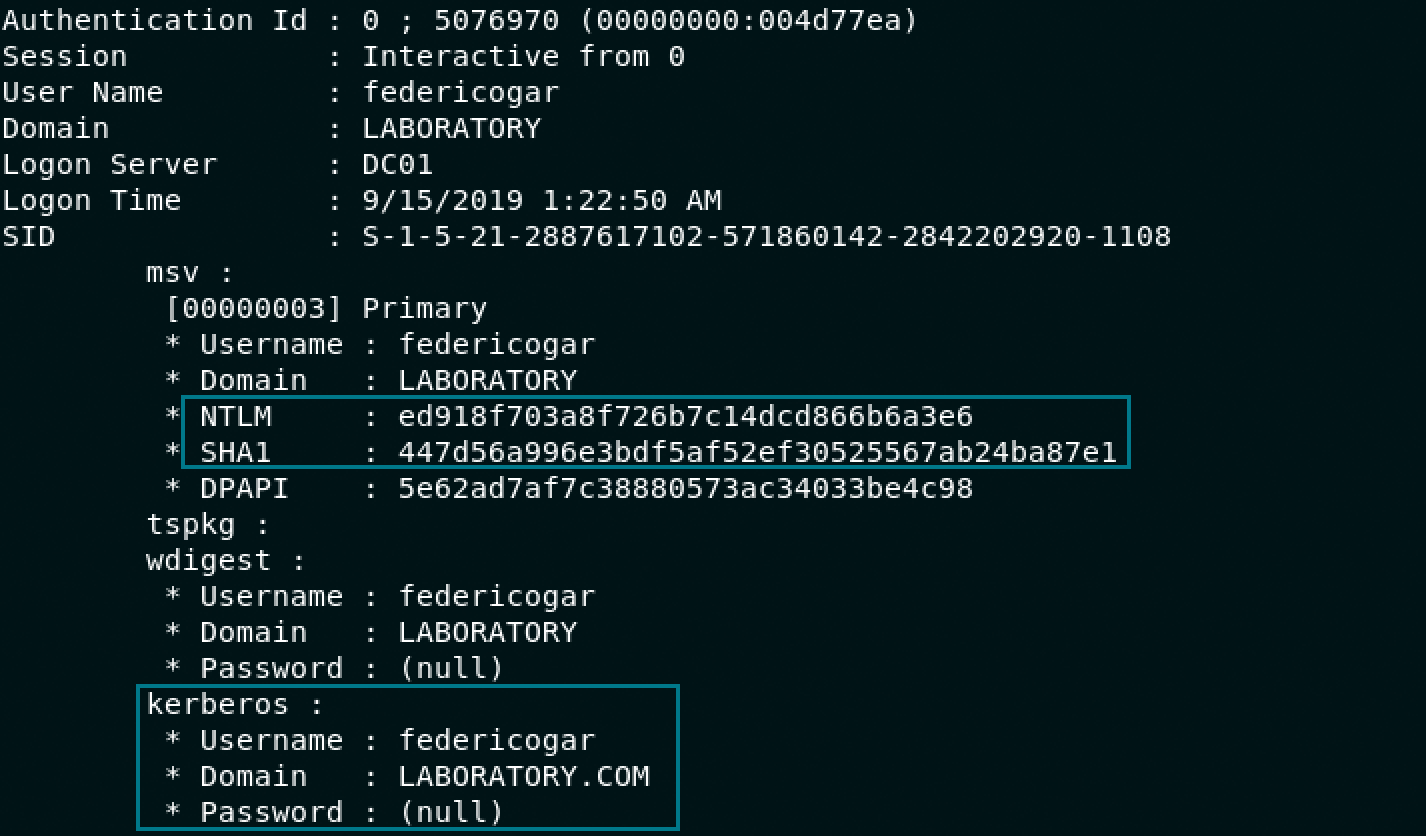 Authentication Id : 0 ; 5076970 (00000000:004d77ea)
Session           : Interactive from 0
User Name         : federicogar
Domain            : LABORATORY
Logon Server      : DC01
Logon Time        : 9/15/2019 1:22:50 AM
SID               : S-1-5-21-2887617102-571860142-2842202920-1108
        msv :
         [00000003] Primary
         * Username : federicogar
         * Domain   : LABORATORY
         * NTLM     : ed918f703a8f726b7c14dcd866b6a3e6
         * SHA1     : 447d56a996e3bdf5af52ef30525567ab24ba87e1
         * DPAPI    : 5e62ad7af7c38880573ac34033be4c98
        tspkg :
        wdigest :
         * Username : federicogar
         * Domain   : LABORATORY
         * Password : (null)
        kerberos :
         * Username : federicogar
         * Domain   : LABORATORY.COM
         * Password : (null)